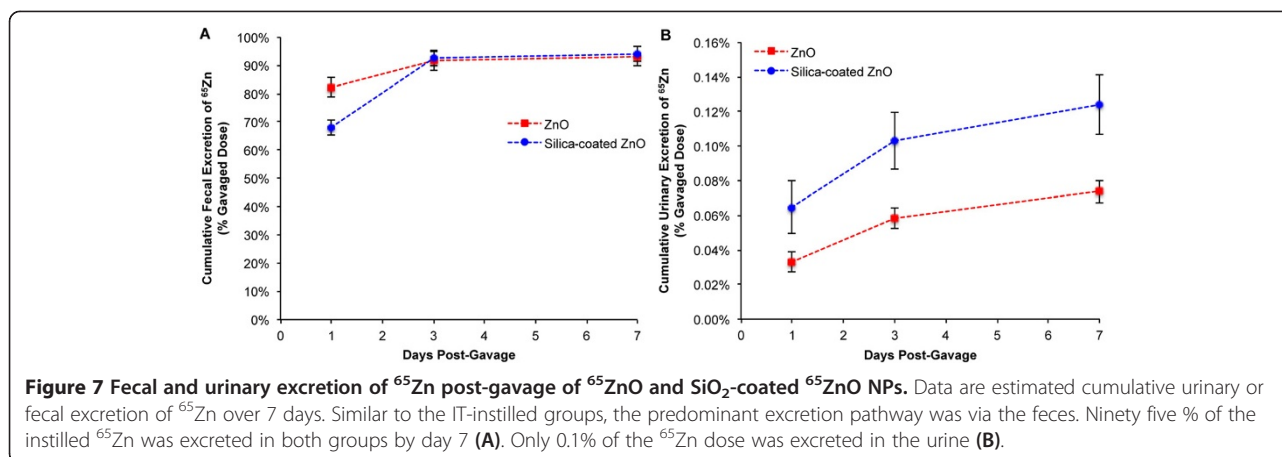 A
Cumulative Fecal Excretion of ⁶⁵Zn
(% Gavaged Dose)
100%
90%
80%
70%
60%
50%
40%
30%
20%
10%
0%
ZnO
Silica-coated ZnO
0 1 2 3 4 5 6 7
Days Post-Gavage
B
Cumulative Urinary Excretion of ⁶⁵Zn
(% Gavaged Dose)
0.16%
0.14%
0.12%
0.10%
0.08%
0.06%
0.04%
0.02%
0.00%
ZnO
Silica-coated ZnO
0 1 2 3 4 5 6 7
Days Post-Gavage
Figure 7 Fecal and urinary excretion of ⁶⁵Zn post-gavage of ⁶⁵ZnO and SiO₂-coated ⁶⁵ZnO NPs. Data are estimated cumulative urinary or
fecal excretion of ⁶⁵Zn over 7 days. Similar to the IT-instilled groups, the predominant excretion pathway was via the feces. Ninety five % of the
instilled ⁶⁵Zn was excreted in both groups by day 7 (A). Only 0.1% of the ⁶⁵Zn dose was excreted in the urine (B).